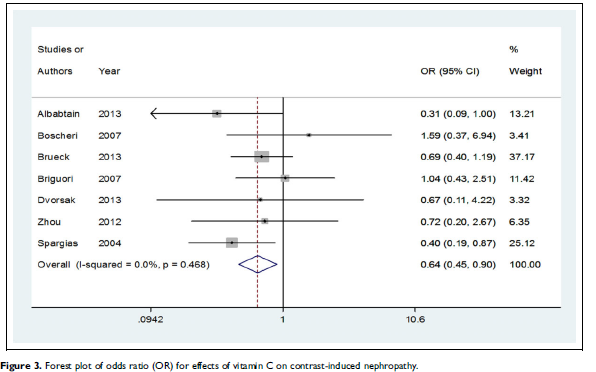 Studies or %
Authors Year OR (95% CI) Weight
Albabtain 2013 0.31 (0.09, 1.00) 13.21
Boscheri 2007 1.59 (0.37, 6.94) 3.41
Brueck 2013 0.69 (0.40, 1.19) 37.17
Briguori 2007 1.04 (0.43, 2.51) 11.42
Dvorsak 2013 0.67 (0.11, 4.22) 3.32
Zhou 2012 0.72 (0.20, 2.67) 6.35
Spargias 2004 0.40 (0.19, 0.87) 25.12
Overall (I-squared = 0.0%, p = 0.468) 0.64 (0.45, 0.90) 100.00
.0942 1 10.6
Figure 3. Forest plot of odds ratio (OR) for effects of vitamin C on contrast-induced nephropathy.